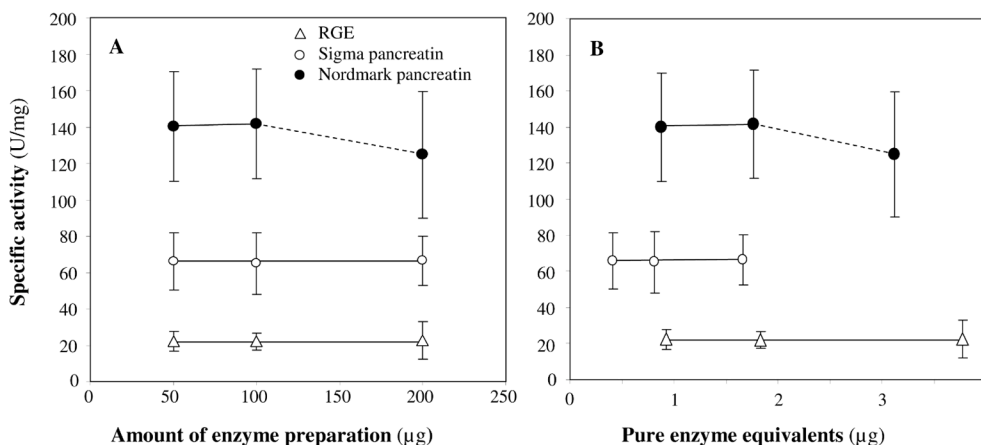 A
RGE
Sigma pancreatin
Nordmark pancreatin
Specific activity (U/mg)
200
180
160
140
120
100
80
60
40
20
0
0 50 100 150 200 250
Amount of enzyme preparation (µg)
B
200
180
160
140
120
100
80
60
40
20
0
0 1 2 3
Pure enzyme equivalents (µg)